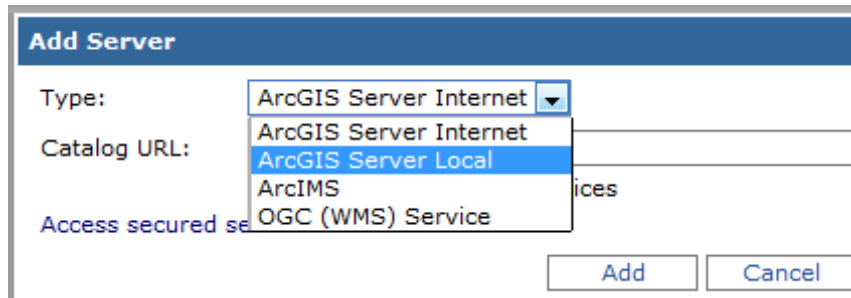 Add Server
Type: ArcGIS Server Internet
ArcGIS Server Internet
Catalog URL:
ArcGIS Server Local
ArcIMS
ices
OGC (WMS) Service
Access secured se
Add Cancel